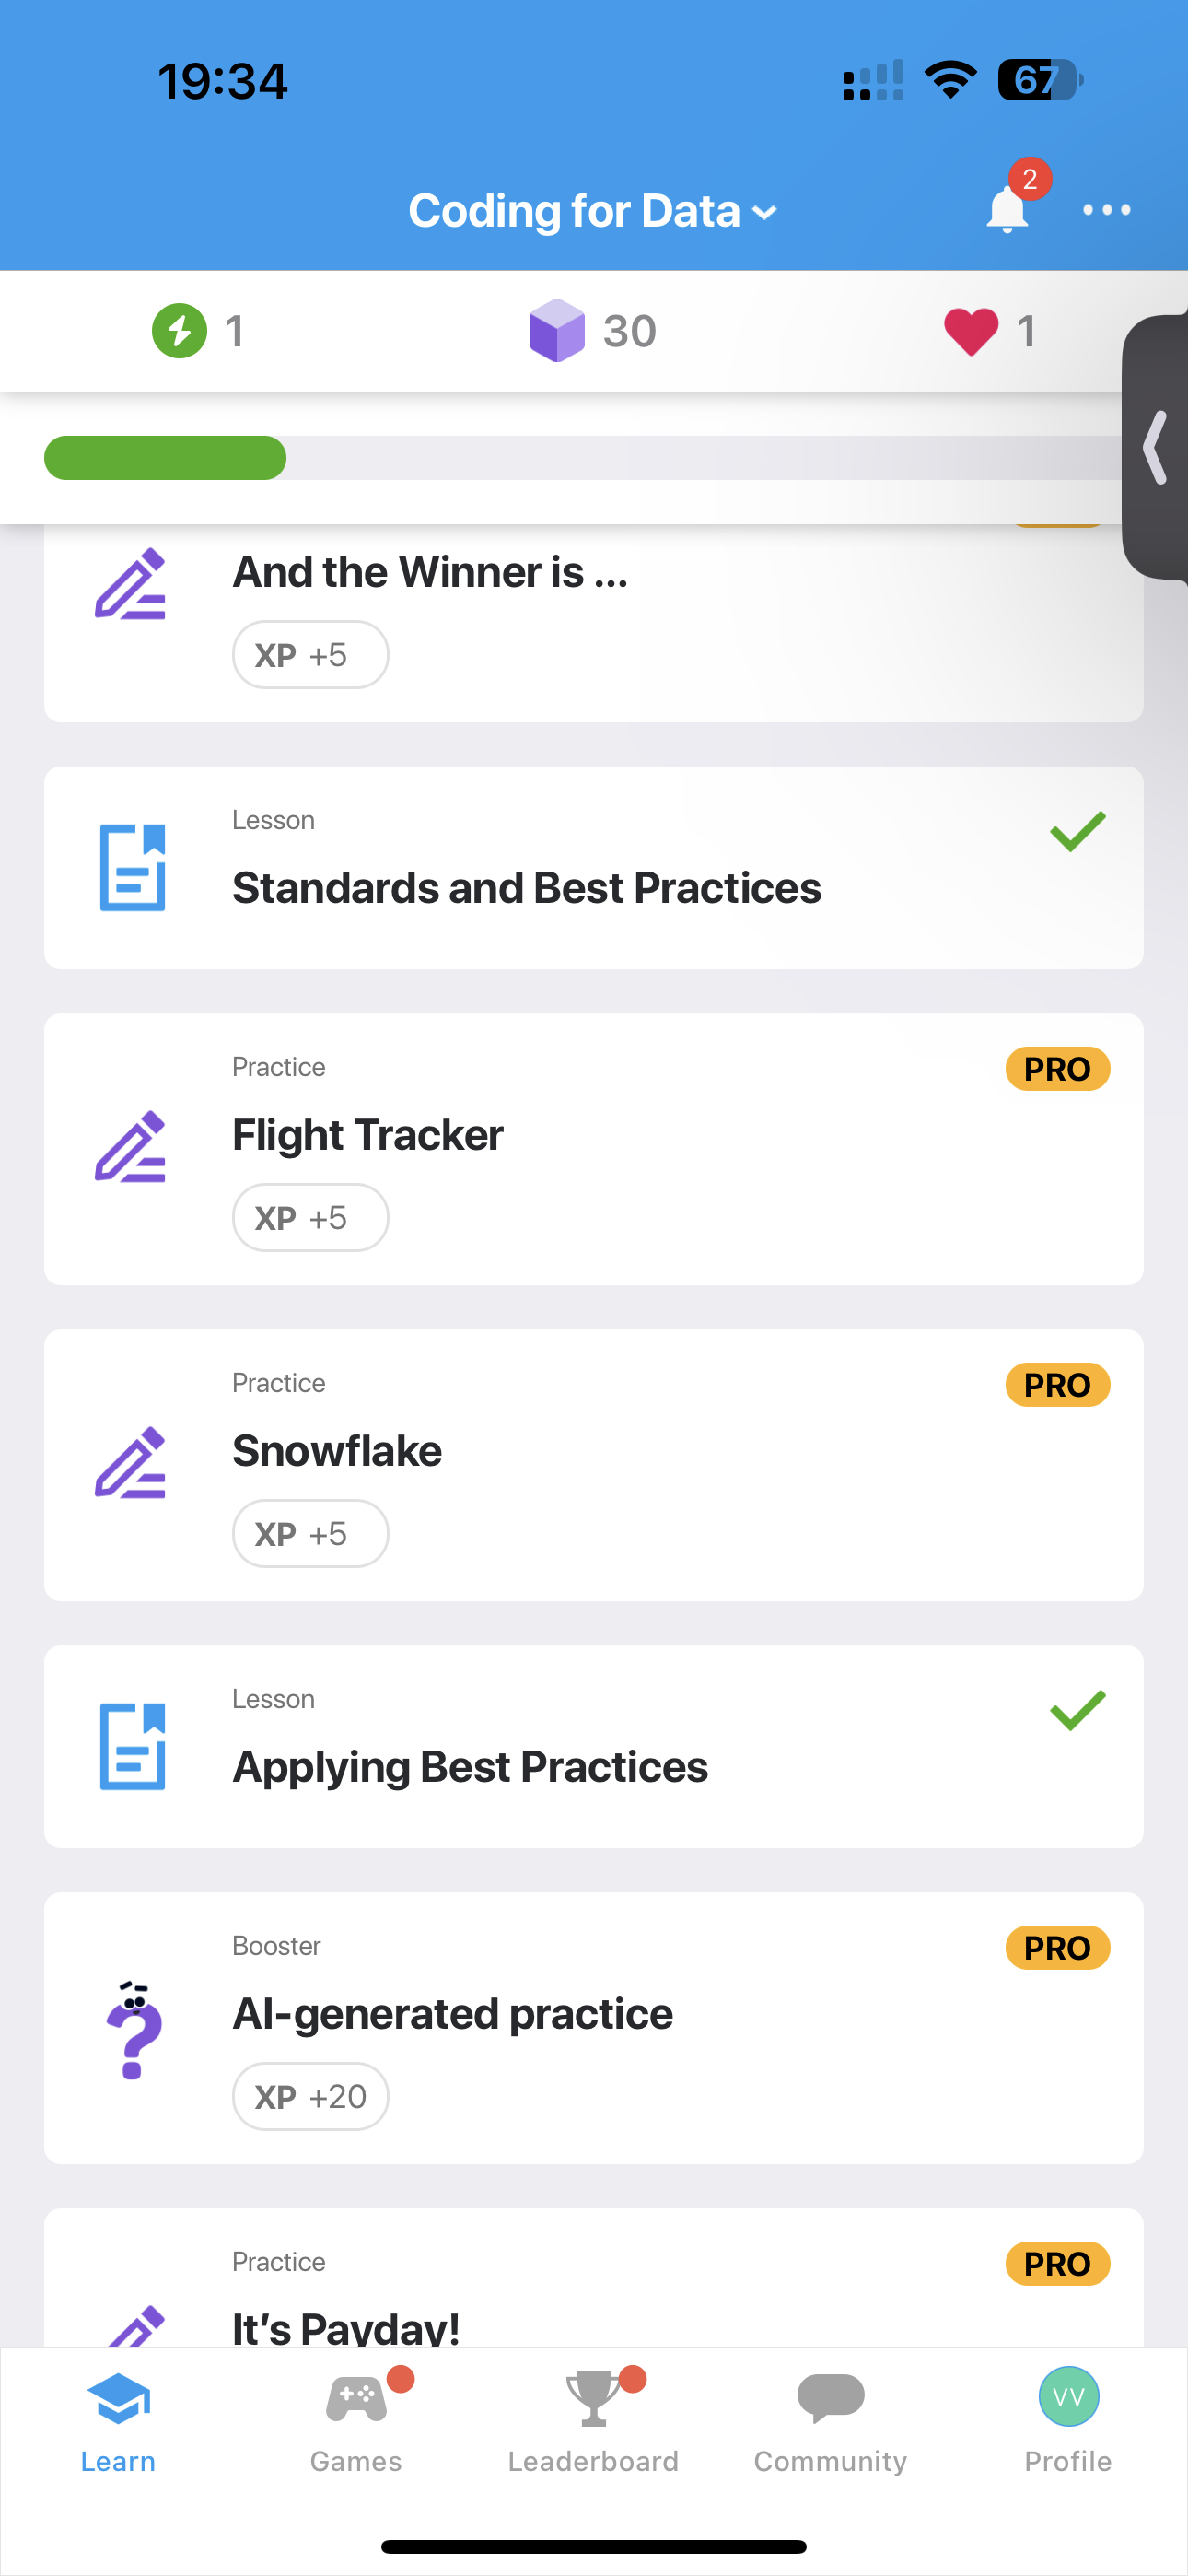 19:34
67
Coding for Data
2
1
30
1
And the Winner is ...
XP +5
Lesson
Standards and Best Practices
Practice
PRO
Flight Tracker
XP +5
Practice
PRO
Snowflake
XP +5
Lesson
Applying Best Practices
Booster
PRO
AI-generated practice
XP +20
Practice
PRO
It’s Payday!
VV
Learn
Games
Leaderboard
Community
Profile